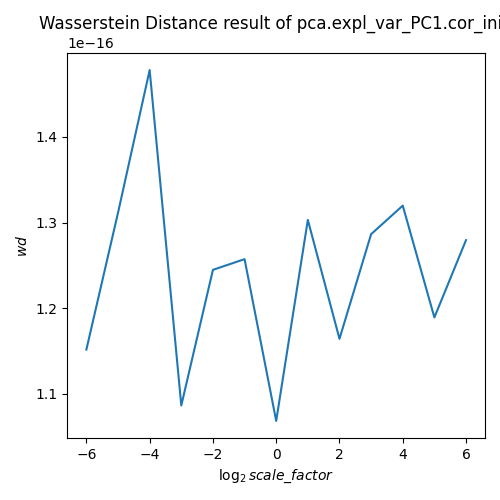 Wasserstein Distance result of pca.expl_var_PC1.cor_ini
1e−16
1.4
1.3
1.2
1.1
wd
−6 −4 −2 0 2 4 6
log₂ scale_factor